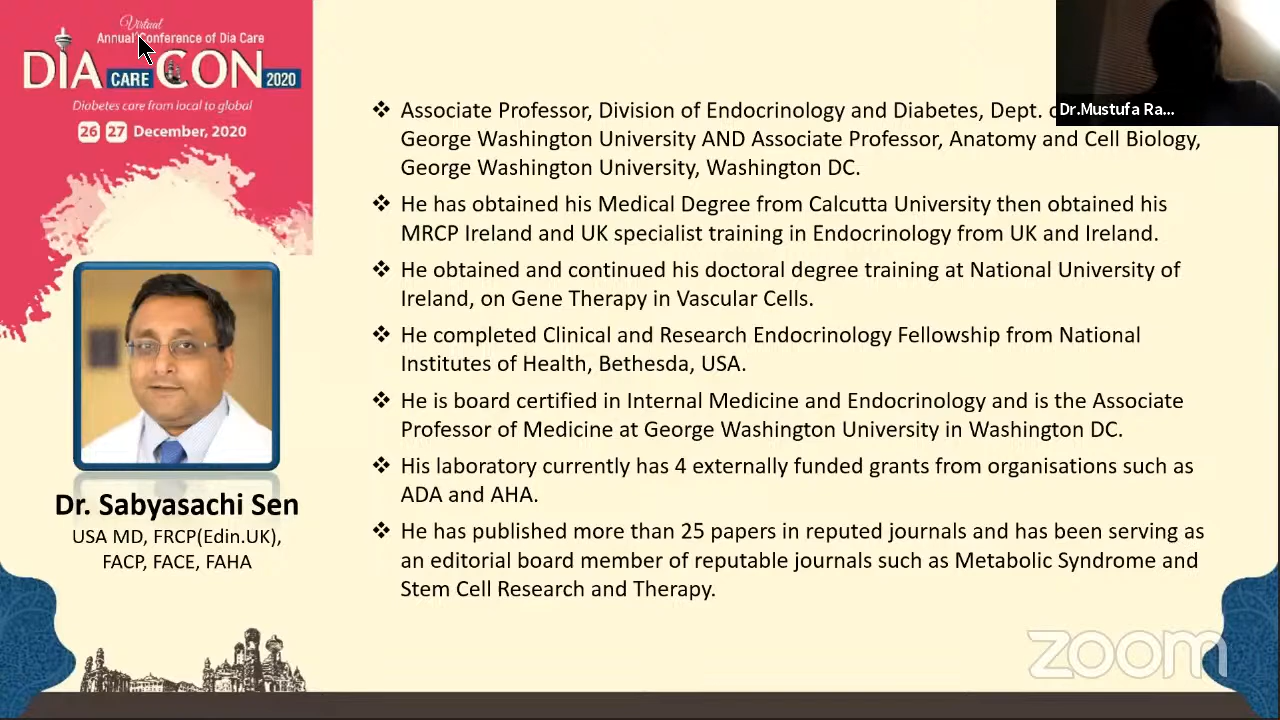 Virtual
Annual Conference of Dia Care
DIA CARE CON 2020
Diabetes care from local to global
26 27 December, 2020
Dr.Mustufa Ra...
❖ Associate Professor, Division of Endocrinology and Diabetes, Dept.
George Washington University AND Associate Professor, Anatomy and Cell Biology,
George Washington University, Washington DC.
❖ He has obtained his Medical Degree from Calcutta University then obtained his
MRCP Ireland and UK specialist training in Endocrinology from UK and Ireland.
❖ He obtained and continued his doctoral degree training at National University of
Ireland, on Gene Therapy in Vascular Cells.
❖ He completed Clinical and Research Endocrinology Fellowship from National
Institutes of Health, Bethesda, USA.
❖ He is board certified in Internal Medicine and Endocrinology and is the Associate
Professor of Medicine at George Washington University in Washington DC.
❖ His laboratory currently has 4 externally funded grants from organisations such as
ADA and AHA.
❖ He has published more than 25 papers in reputed journals and has been serving as
an editorial board member of reputable journals such as Metabolic Syndrome and
Stem Cell Research and Therapy.
Dr. Sabyasachi Sen
USA MD, FRCP(Edin.UK),
FACP, FACE, FAHA
zoom